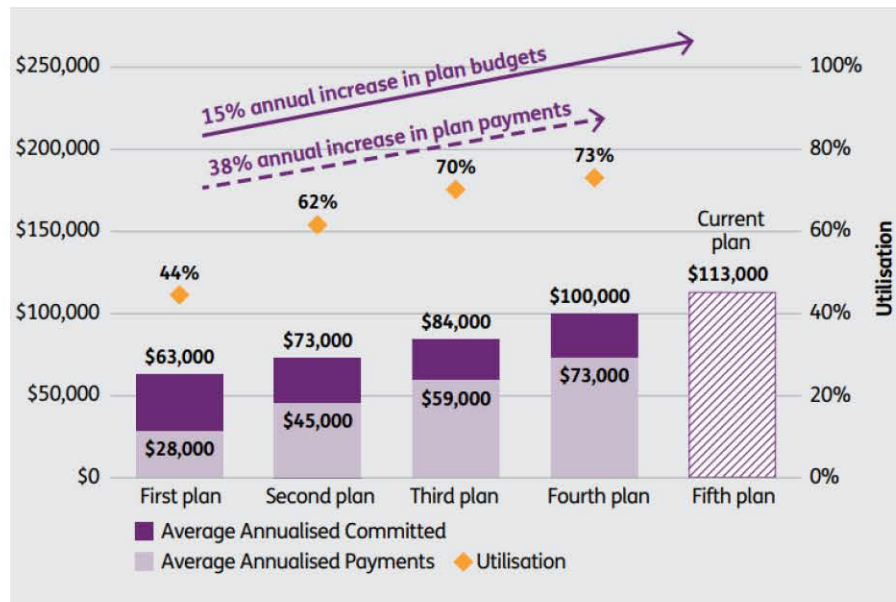 $250,000
$200,000
$150,000
$100,000
$50,000
$0
15% annual increase in plan budgets
38% annual increase in plan payments
44%
62%
70%
73%
Current
plan
$63,000
$28,000
$73,000
$45,000
$84,000
$59,000
$100,000
$73,000
$113,000
First plan
Second plan
Third plan
Fourth plan
Fifth plan
100%
80%
60%
40%
20%
0%
Utilisation
Average Annualised Committed
Average Annualised Payments
Utilisation